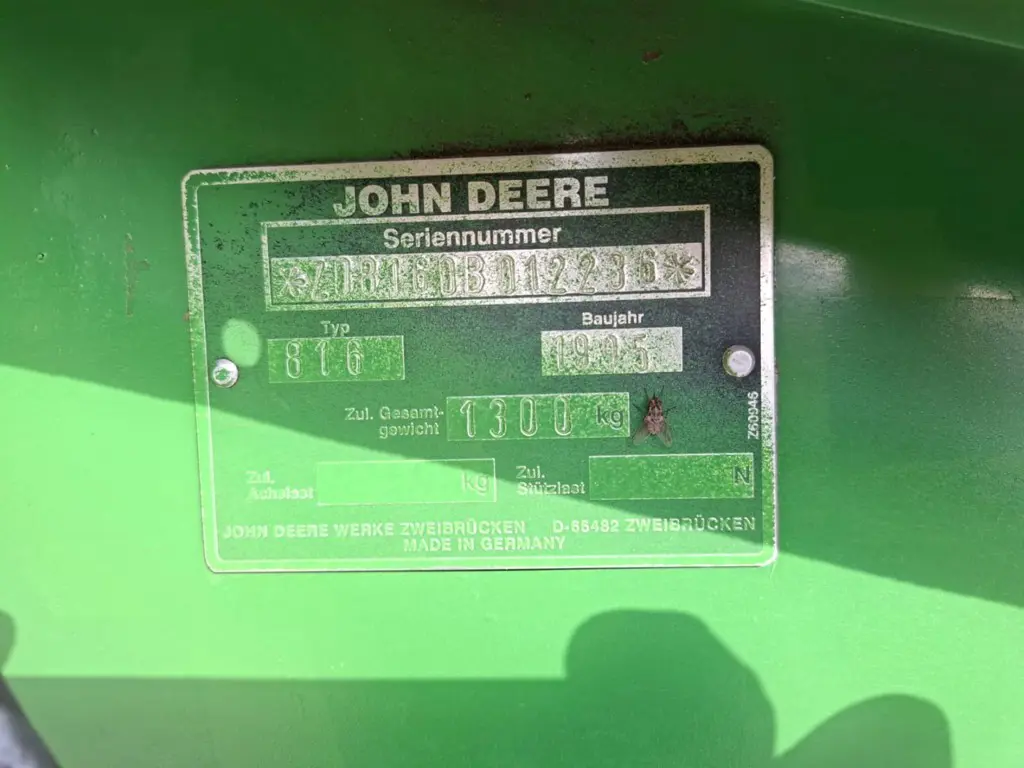 JOHN DEERE
Seriennummer
*Z08160B012236*
Typ
Baujahr
816
1995
Zul. Gesamt-
gewicht
1300 kg
Z60946
Zul.
Achslast
kg
Zul.
Stützlast
N
JOHN DEERE WERKE ZWEIBRÜCKEN D-66482 ZWEIBRÜCKEN
MADE IN GERMANY